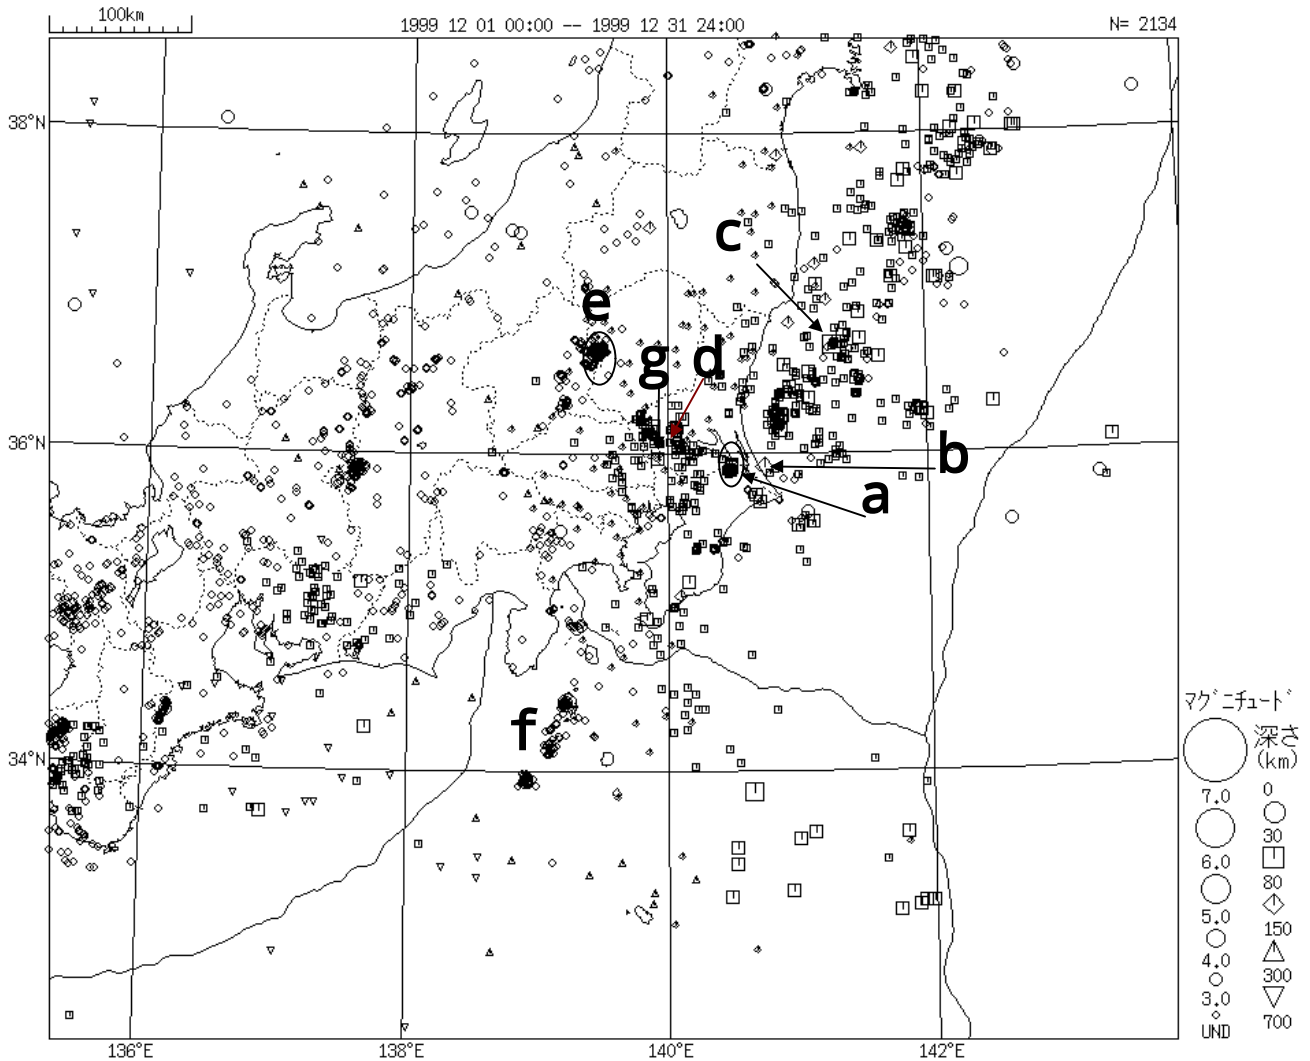 100km
1999 12 01 00:00 -- 1999 12 31 24:00
N= 2134
38°N
36°N
34°N
136°E
138°E
140°E
142°E
c
e
g
d
b
a
f
ﾏｸﾞﾆﾁｭｰﾄﾞ
深さ
(km)
7.0
6.0
5.0
4.0
3.0
UND
0
30
80
150
300
700